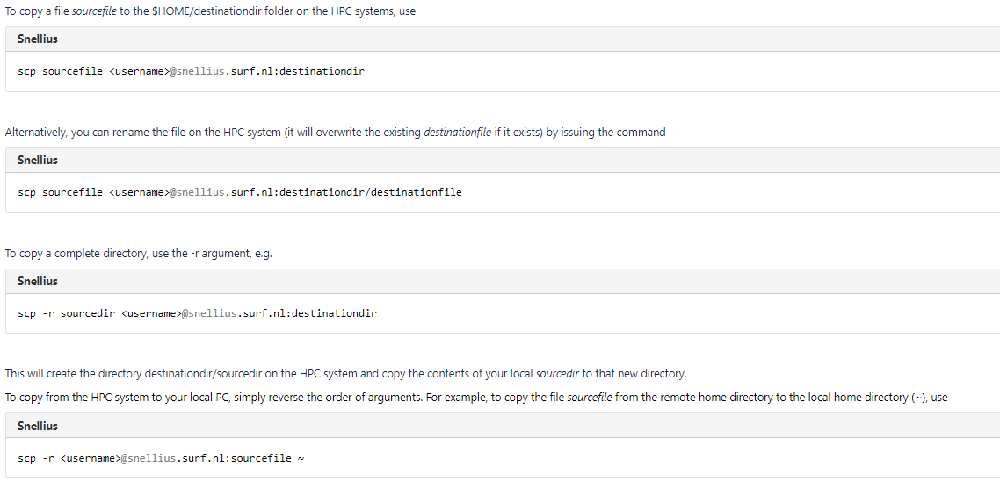 To copy a file sourcefile to the $HOME/destinationdir folder on the HPC systems, use
Snellius
scp sourcefile <username>@snellius.surf.nl:destinationdir
Alternatively, you can rename the file on the HPC system (it will overwrite the existing destinationfile if it exists) by issuing the command
Snellius
scp sourcefile <username>@snellius.surf.nl:destinationdir/destinationfile
To copy a complete directory, use the -r argument, e.g.
Snellius
scp -r sourcedir <username>@snellius.surf.nl:destinationdir
This will create the directory destinationdir/sourcedir on the HPC system and copy the contents of your local sourcedir to that new directory.
To copy from the HPC system to your local PC, simply reverse the order of arguments. For example, to copy the file sourcefile from the remote home directory to the local home directory (~), use
Snellius
scp -r <username>@snellius.surf.nl:sourcefile ~